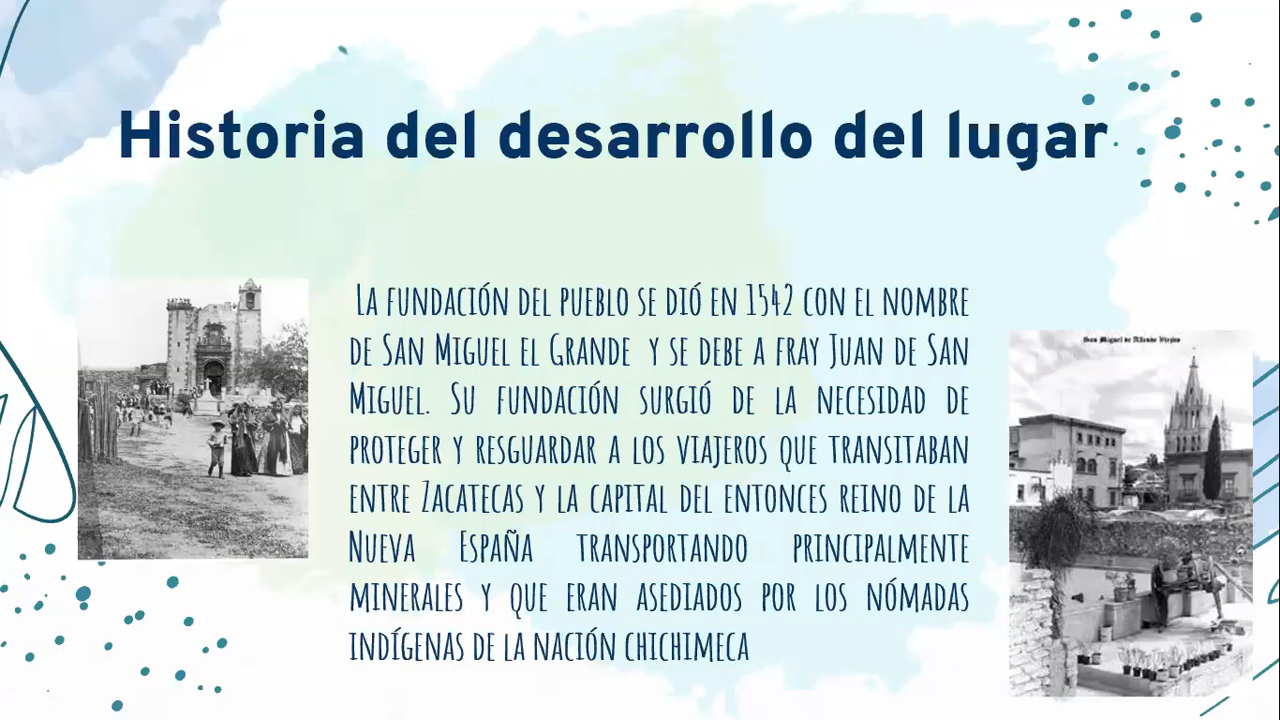 Historia del desarrollo del lugar
La fundación del pueblo se dió en 1542 con el nombre
de San Miguel el Grande y se debe a fray Juan de San
Miguel. Su fundación surgió de la necesidad de
proteger y resguardar a los viajeros que transitaban
entre Zacatecas y la capital del entonces reino de la
Nueva España transportando principalmente
minerales y que eran asediados por los nómadas
indígenas de la nación chichimeca
San Miguel de Allende Viejito